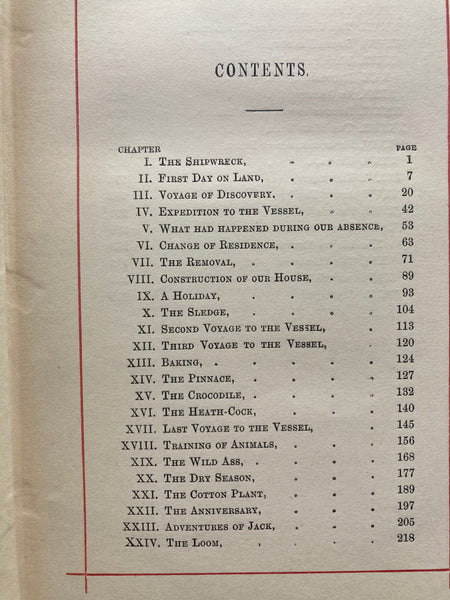 CONTENTS.
CHAPTER PAGE
I. THE SHIPWRECK, . . . 1
II. FIRST DAY ON LAND, . . . 7
III. VOYAGE OF DISCOVERY. . . . 20
IV. EXPEDITION TO THE VESSEL, . . . 42
V. WHAT HAD HAPPENED DURING OUR ABSENCE, 53
VI. CHANGE OF RESIDENCE, . . . 63
VII. THE REMOVAL, . . . . 71
VIII. CONSTRUCTION OF OUR HOUSE, . . . 89
IX. A HOLIDAY, . . . . 93
X. THE SLEDGE, . . . . 104
XI. SECOND VOYAGE TO THE VESSEL, . . 113
XII. THIRD VOYAGE TO THE VESSEL, . . 120
XIII. BAKING, . . . . . 124
XIV. THE PINNACE, . . . . 127
XV. THE CROCODILE, . . . . 132
XVI. THE HEATH-COCK, . . . . 140
XVII. LAST VOYAGE TO THE VESSEL, . . 145
XVIII. TRAINING OF ANIMALS, . . . 156
XIX. THE WILD ASS, . . . . 168
XX. THE DRY SEASON, . . . . 177
XXI. THE COTTON PLANT, . . . 189
XXII. THE ANNIVERSARY, . . . . 197
XXIII. ADVENTURES OF JACK, . . . 205
XXIV. THE LOOM, . . . . 218